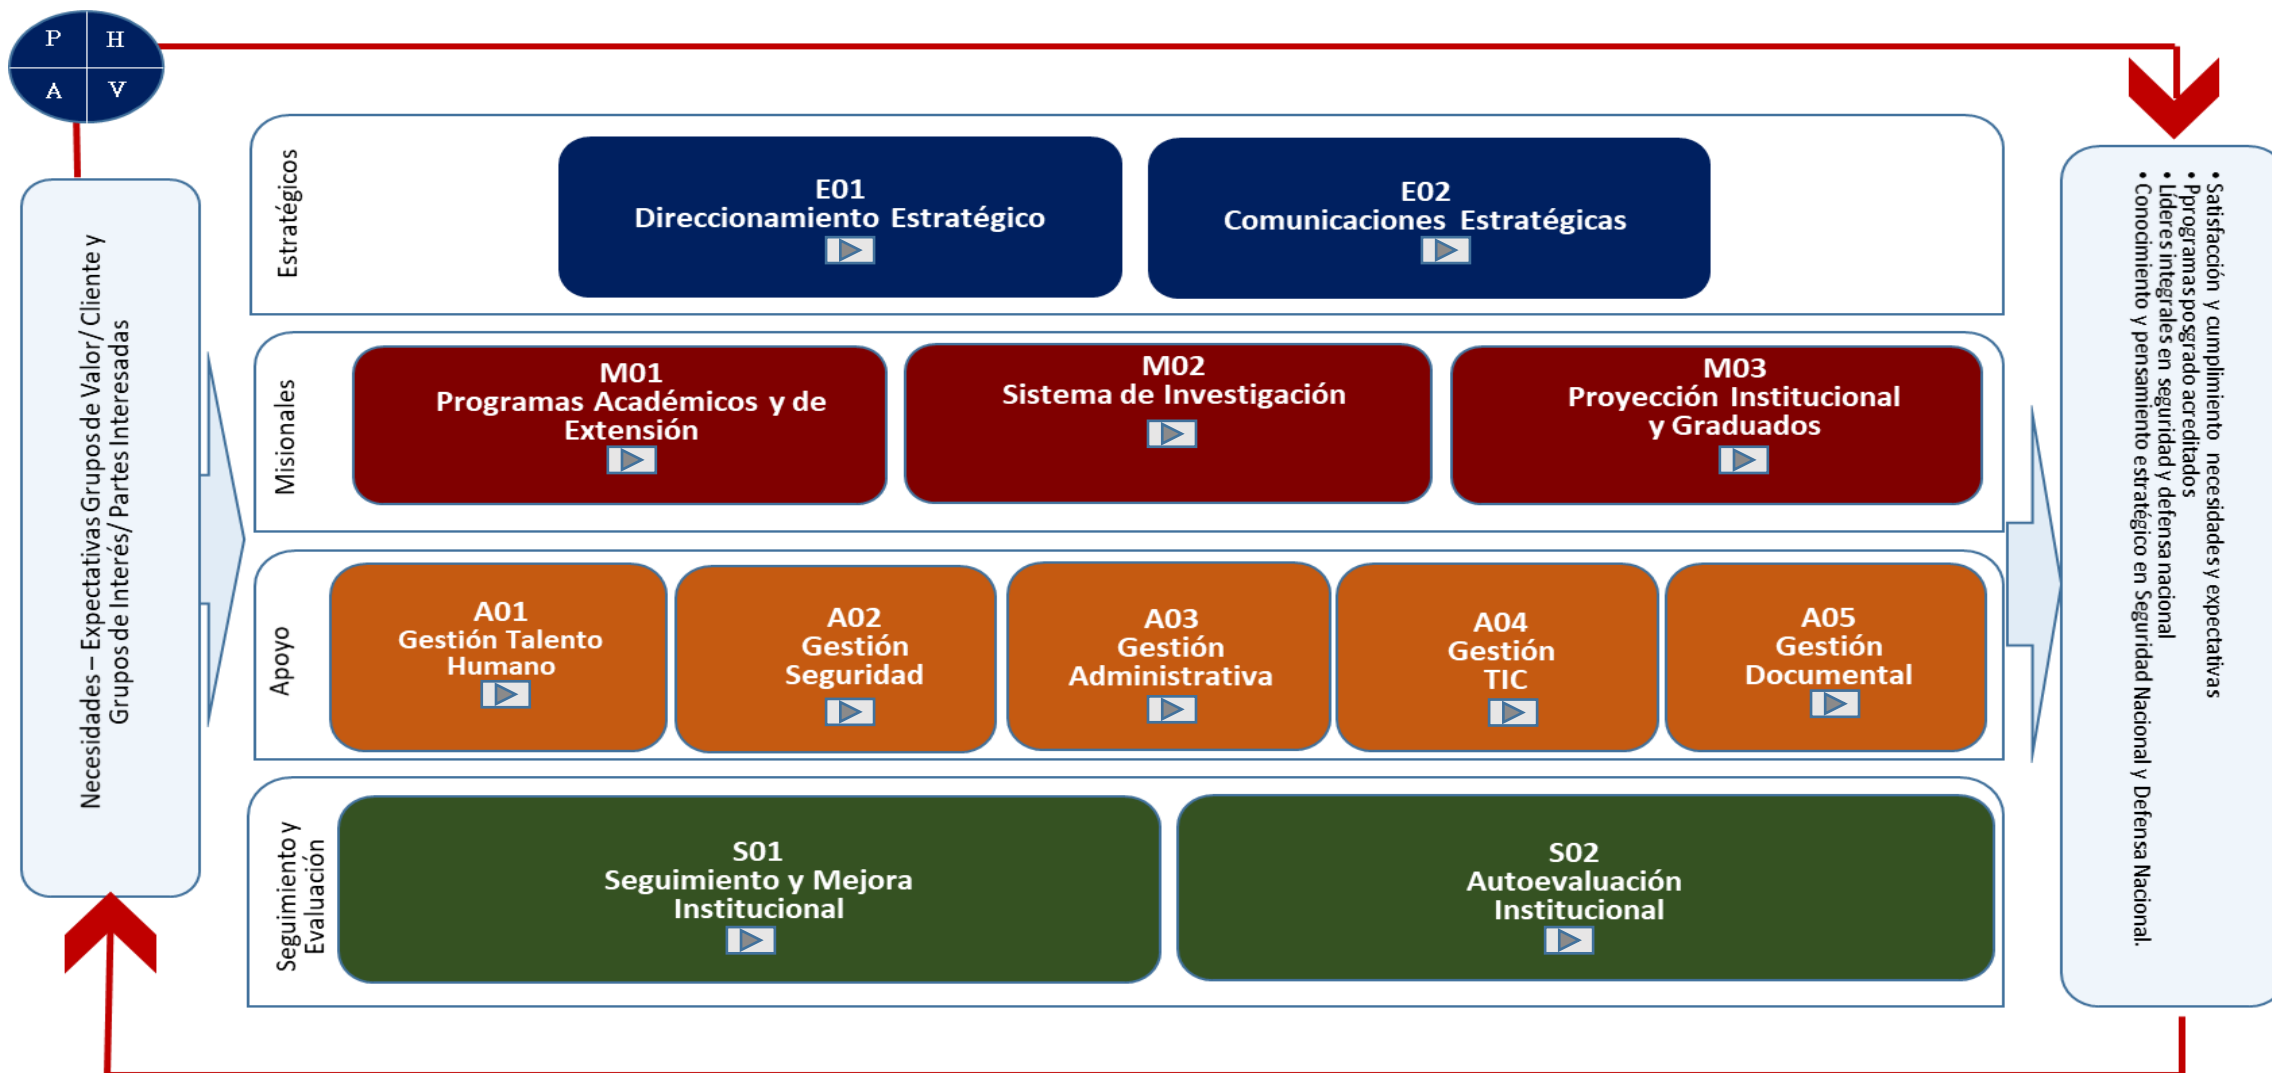 P H
A V
Necesidades – Expectativas Grupos de Valor/ Cliente y
Grupos de Interés/ Partes Interesadas
Estratégicos
E01
Direccionamiento Estratégico
E02
Comunicaciones Estratégicas
Misionales
M01
Programas Académicos y de
Extensión
M02
Sistema de Investigación
M03
Proyección Institucional
y Graduados
Apoyo
A01
Gestión Talento
Humano
A02
Gestión
Seguridad
A03
Gestión
Administrativa
A04
Gestión
TIC
A05
Gestión
Documental
Seguimiento y
Evaluación
S01
Seguimiento y Mejora
Institucional
S02
Autoevaluación
Institucional
• Satisfacción y cumplimiento necesidades y expectativas
• Pprogramas posgrado acreditados
• Líderes integrales en seguridad y defensa nacional
• Conocimiento y pensamiento estratégico en Seguridad Nacional y Defensa Nacional.